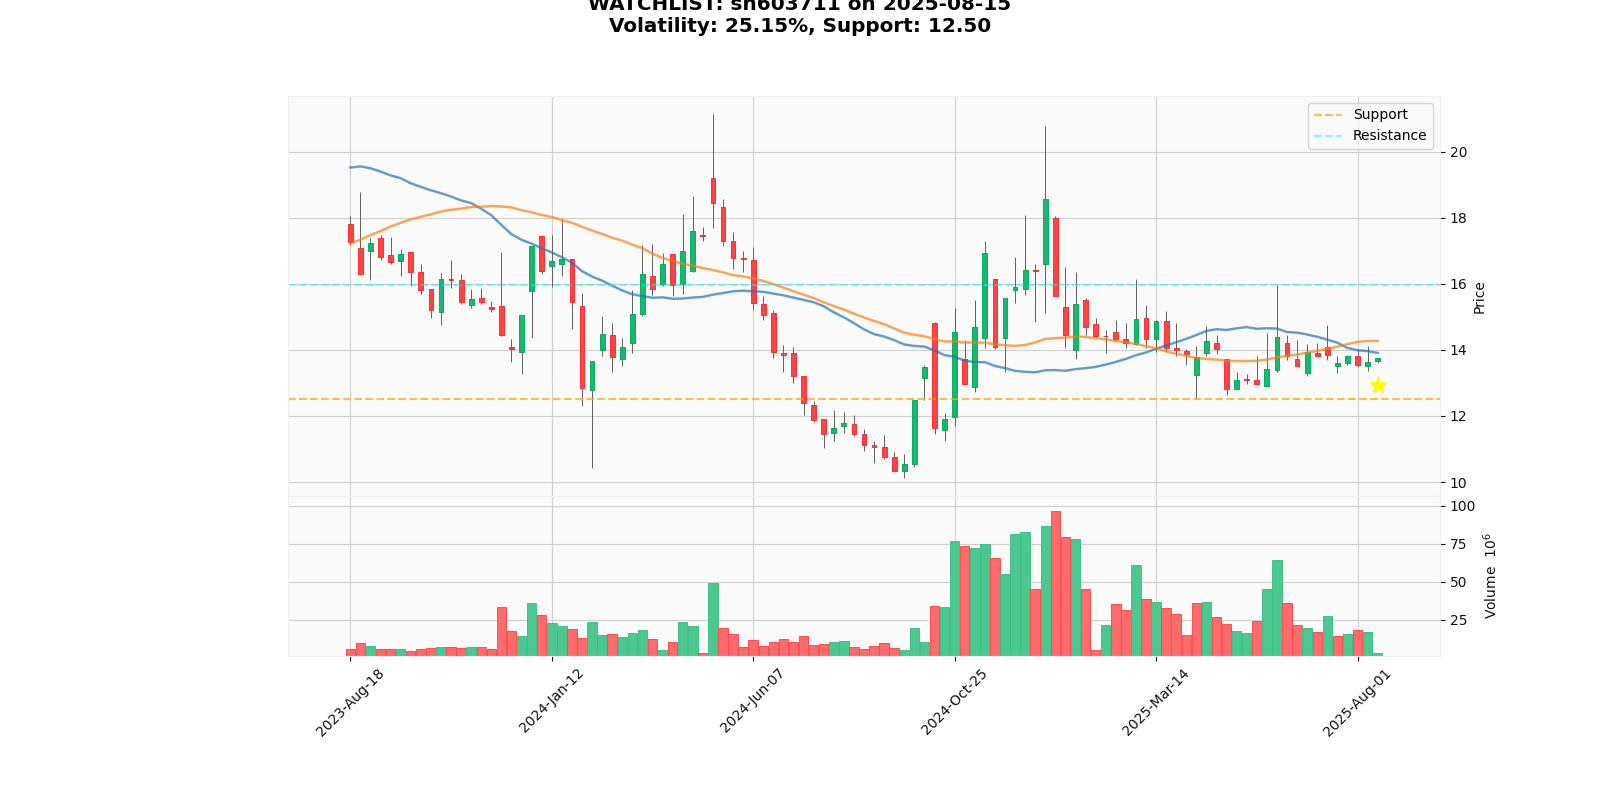 WATCHLIST: sh603711 on 2025-08-15
Volatility: 25.15%, Support: 12.50
Support
Resistance
20
18
16
14
12
10
Price
100
75
50
25
Volume 10^6
2023-Aug-18
2024-Jan-12
2024-Jun-07
2024-Oct-25
2025-Mar-14
2025-Aug-01